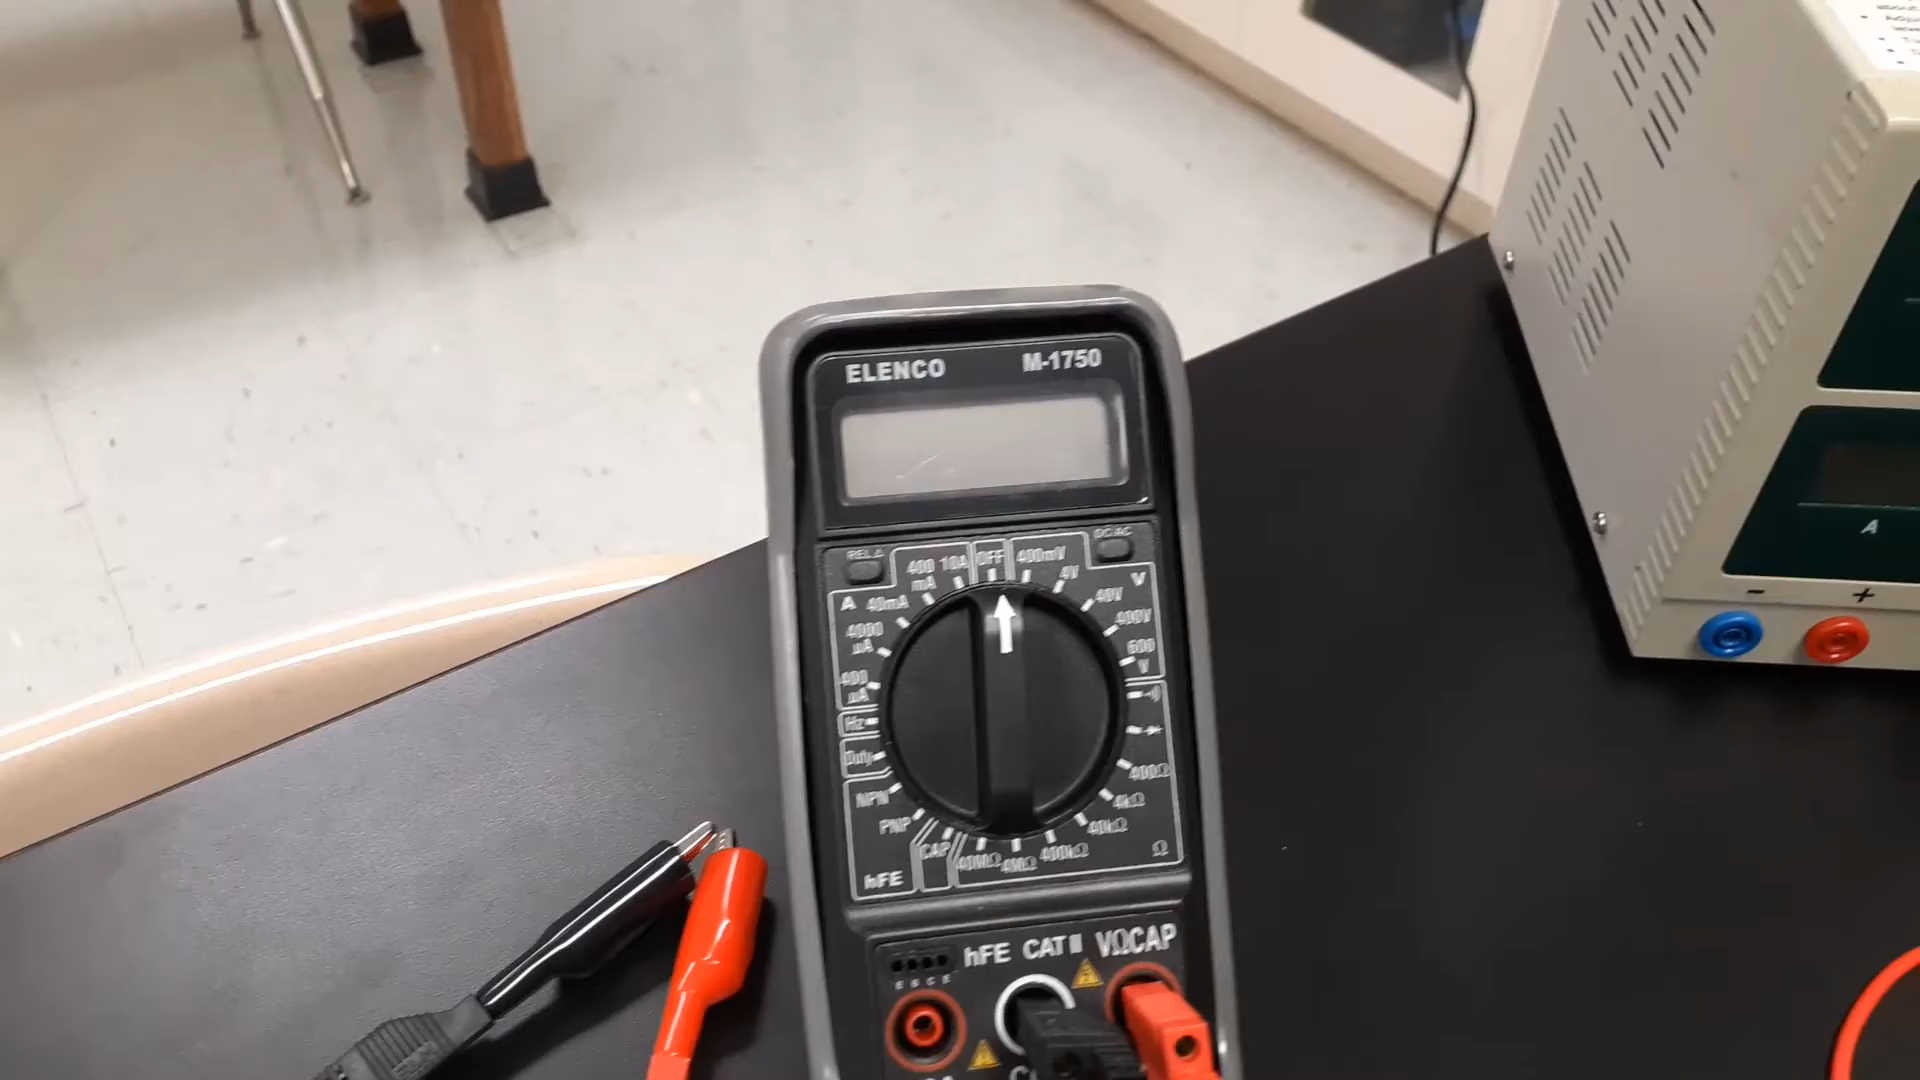 ELENCO M-1750
REL Δ
DC/AC
400 mA
10A
OFF
400mV
4V
40V
400V
600 V
V
A
40mA
4000 µA
400 µA
Hz
Duty
NPN
PNP
hFE
CAP
40MΩ
4MΩ
400kΩ
40kΩ
4kΩ
400Ω
Ω
hFE CAT II VΩCAP
E B C E
A
- +